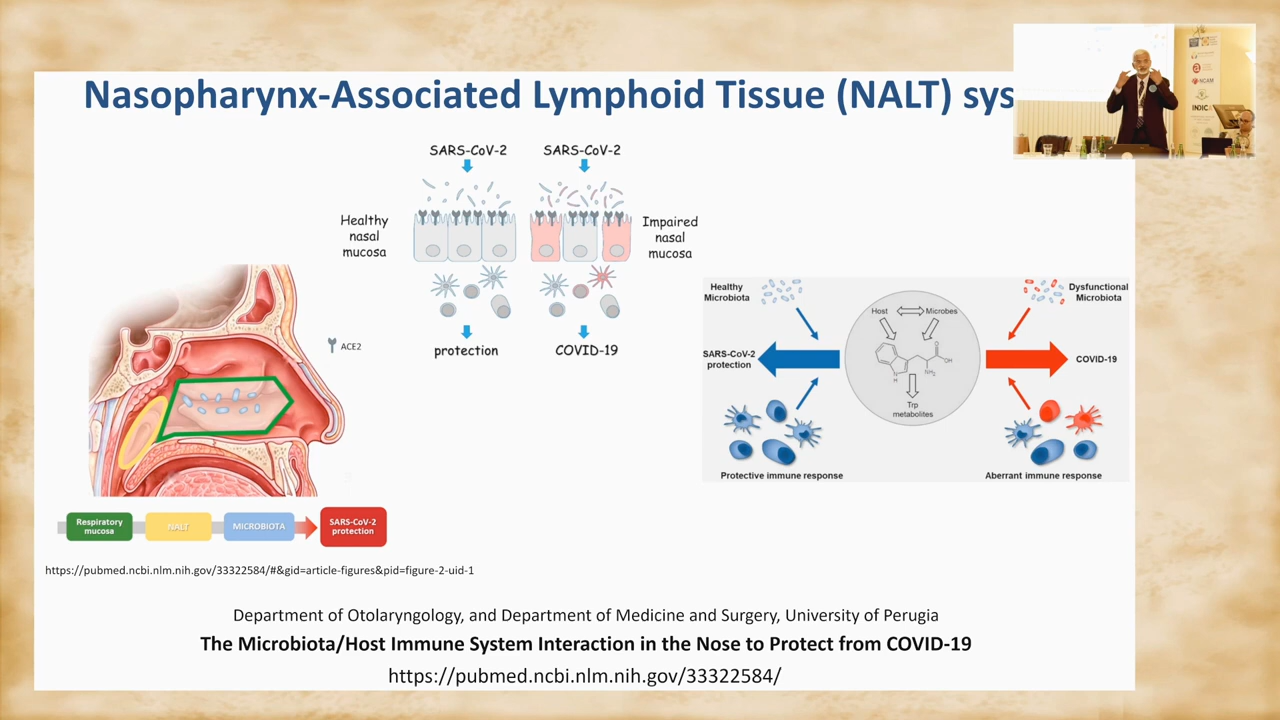 Nasopharynx-Associated Lymphoid Tissue (NALT) sys
SARS-CoV-2
SARS-CoV-2
Healthy
nasal
mucosa
Impaired
nasal
mucosa
protection
COVID-19
ACE2
Respiratory
mucosa
NALT
MICROBIOTA
SARS-CoV-2
protection
https://pubmed.ncbi.nlm.nih.gov/33322584/#&gid=article-figures&pid=figure-2-uid-1
Healthy
Microbiota
Dysfunctional
Microbiota
Host
Microbes
OH
O
NH2
N
H
Trp
metabolites
SARS-CoV-2
protection
COVID-19
Protective immune response
Aberrant immune response
Department of Otolaryngology, and Department of Medicine and Surgery, University of Perugia
The Microbiota/Host Immune System Interaction in the Nose to Protect from COVID-19
https://pubmed.ncbi.nlm.nih.gov/33322584/
NCAM